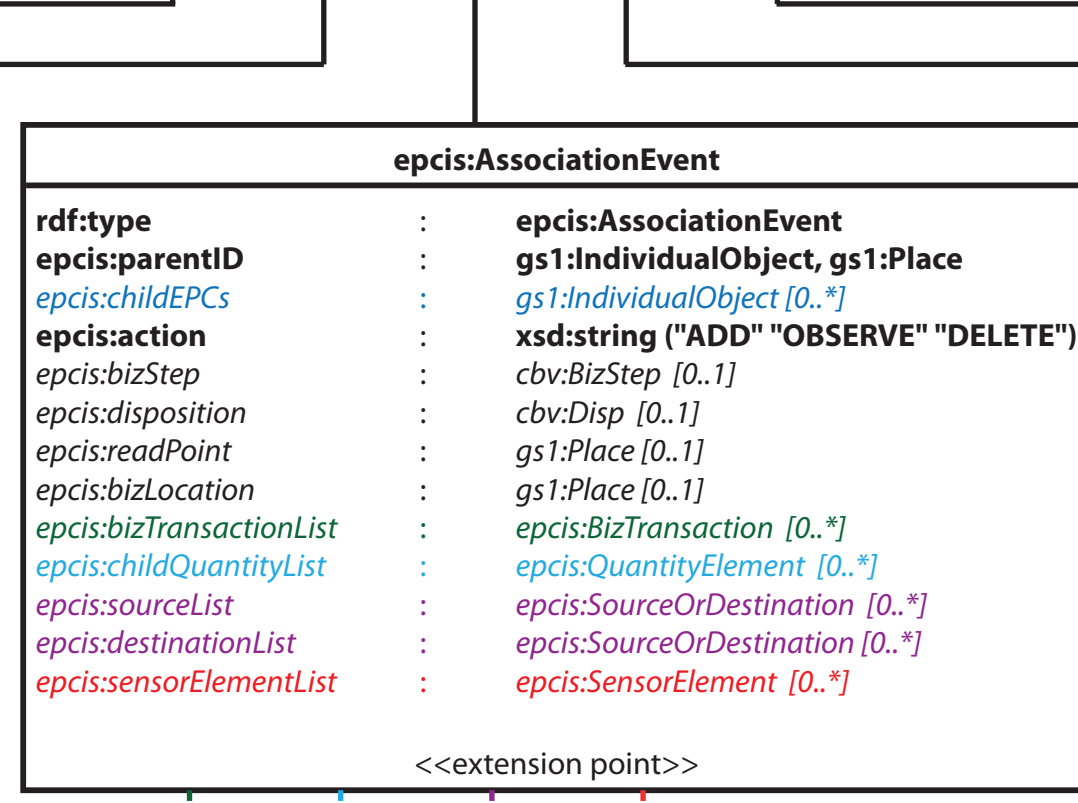 epcis:AssociationEvent
rdf:type : epcis:AssociationEvent
epcis:parentID : gs1:IndividualObject, gs1:Place
epcis:childEPCs : gs1:IndividualObject [0..*]
epcis:action : xsd:string ("ADD" "OBSERVE" "DELETE")
epcis:bizStep : cbv:BizStep [0..1]
epcis:disposition : cbv:Disp [0..1]
epcis:readPoint : gs1:Place [0..1]
epcis:bizLocation : gs1:Place [0..1]
epcis:bizTransactionList : epcis:BizTransaction [0..*]
epcis:childQuantityList : epcis:QuantityElement [0..*]
epcis:sourceList : epcis:SourceOrDestination [0..*]
epcis:destinationList : epcis:SourceOrDestination [0..*]
epcis:sensorElementList : epcis:SensorElement [0..*]
<<extension point>>